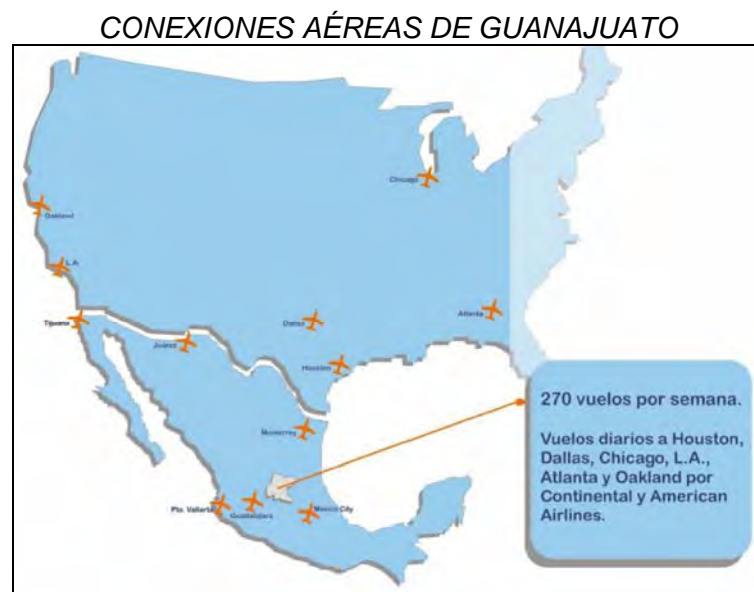 CONEXIONES AÉREAS DE GUANAJUATO
Chicago
Oakland
L.A
Tijuana
Juárez
Dallas
Atlanta
Houston
Monterrey
Pto. Vallarta
Guadalajara
Mexico City
270 vuelos por semana.
Vuelos diarios a Houston,
Dallas, Chicago, L.A.,
Atlanta y Oakland por
Continental y American
Airlines.